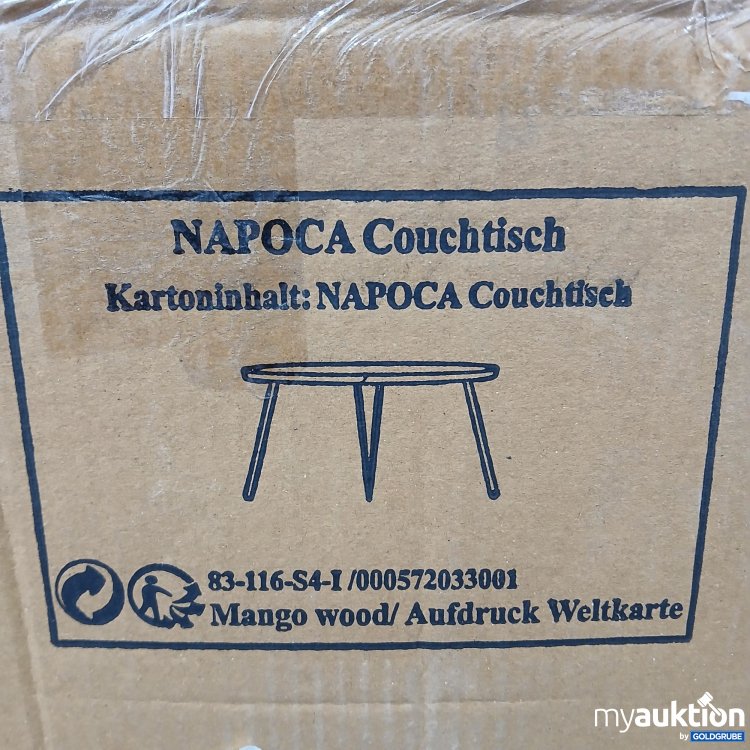 NAPOCA Couchtisch
Kartoninhalt: NAPOCA Couchtisch
83-116-S4-I /000572033001
Mango wood/ Aufdruck Weltkarte
myauktion
by GOLDGRUBE